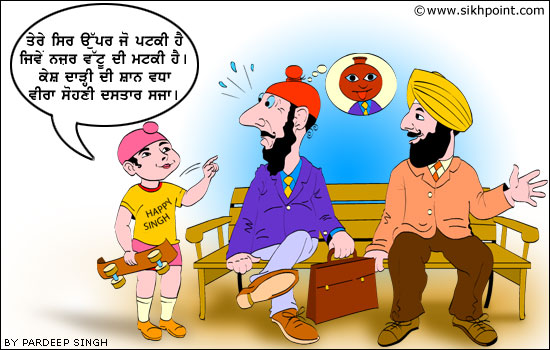 ©www.sikhpoint.com
ਤੇਰੇ ਸਿਰ ਉੱਪਰ ਜੋ ਪਟਕੀ ਹੈ
ਜਿਵੇਂ ਨਜ਼ਰ ਵੱਟੂ ਦੀ ਮਟਕੀ ਹੈ।
ਕੇਸ਼ ਦਾੜ੍ਹੀ ਦੀ ਸ਼ਾਨ ਵਧਾ
ਵੀਰਾ ਸੋਹਣੀ ਦਸਤਾਰ ਸਜਾ।
HAPPY
SINGH
BY PARDEEP SINGH